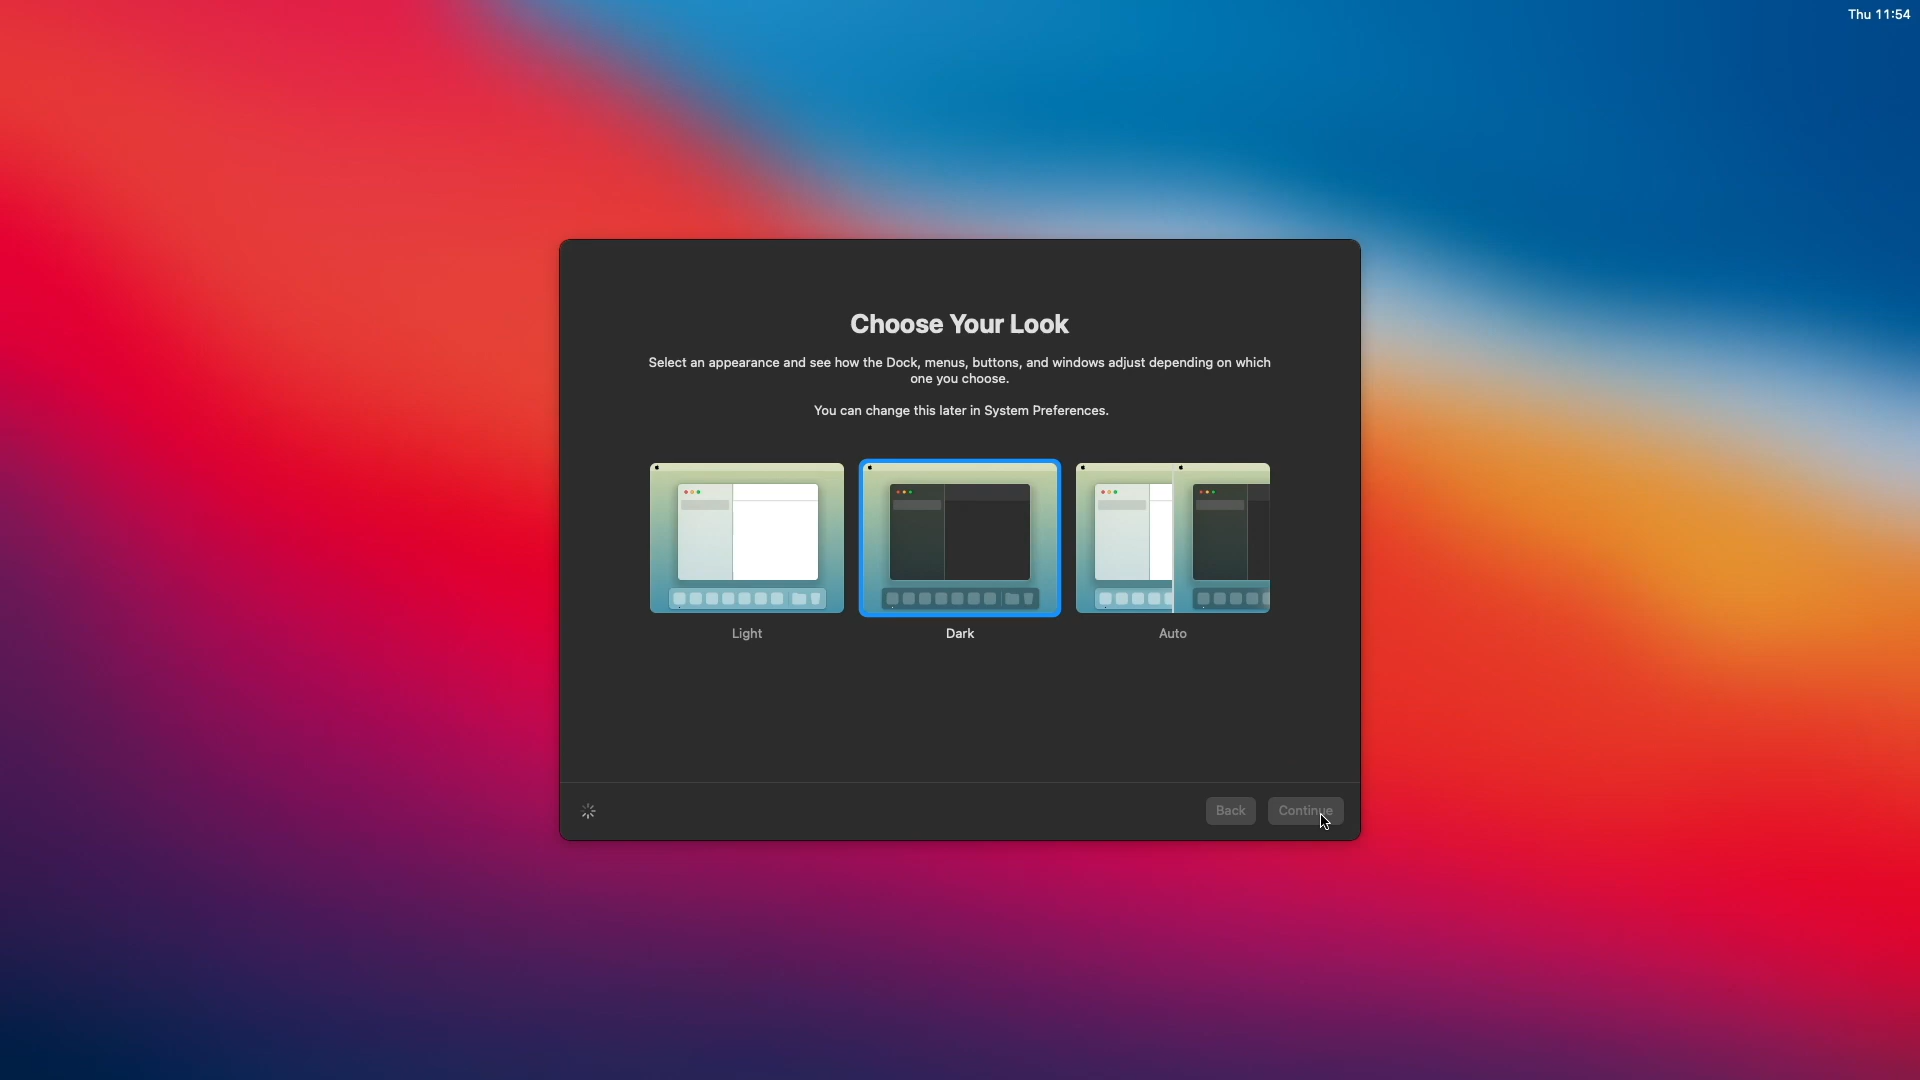 Thu 11:54
Choose Your Look
Select an appearance and see how the Dock, menus, buttons, and windows adjust depending on which
one you choose.
You can change this later in System Preferences.
Light
Dark
Auto
Back
Continue